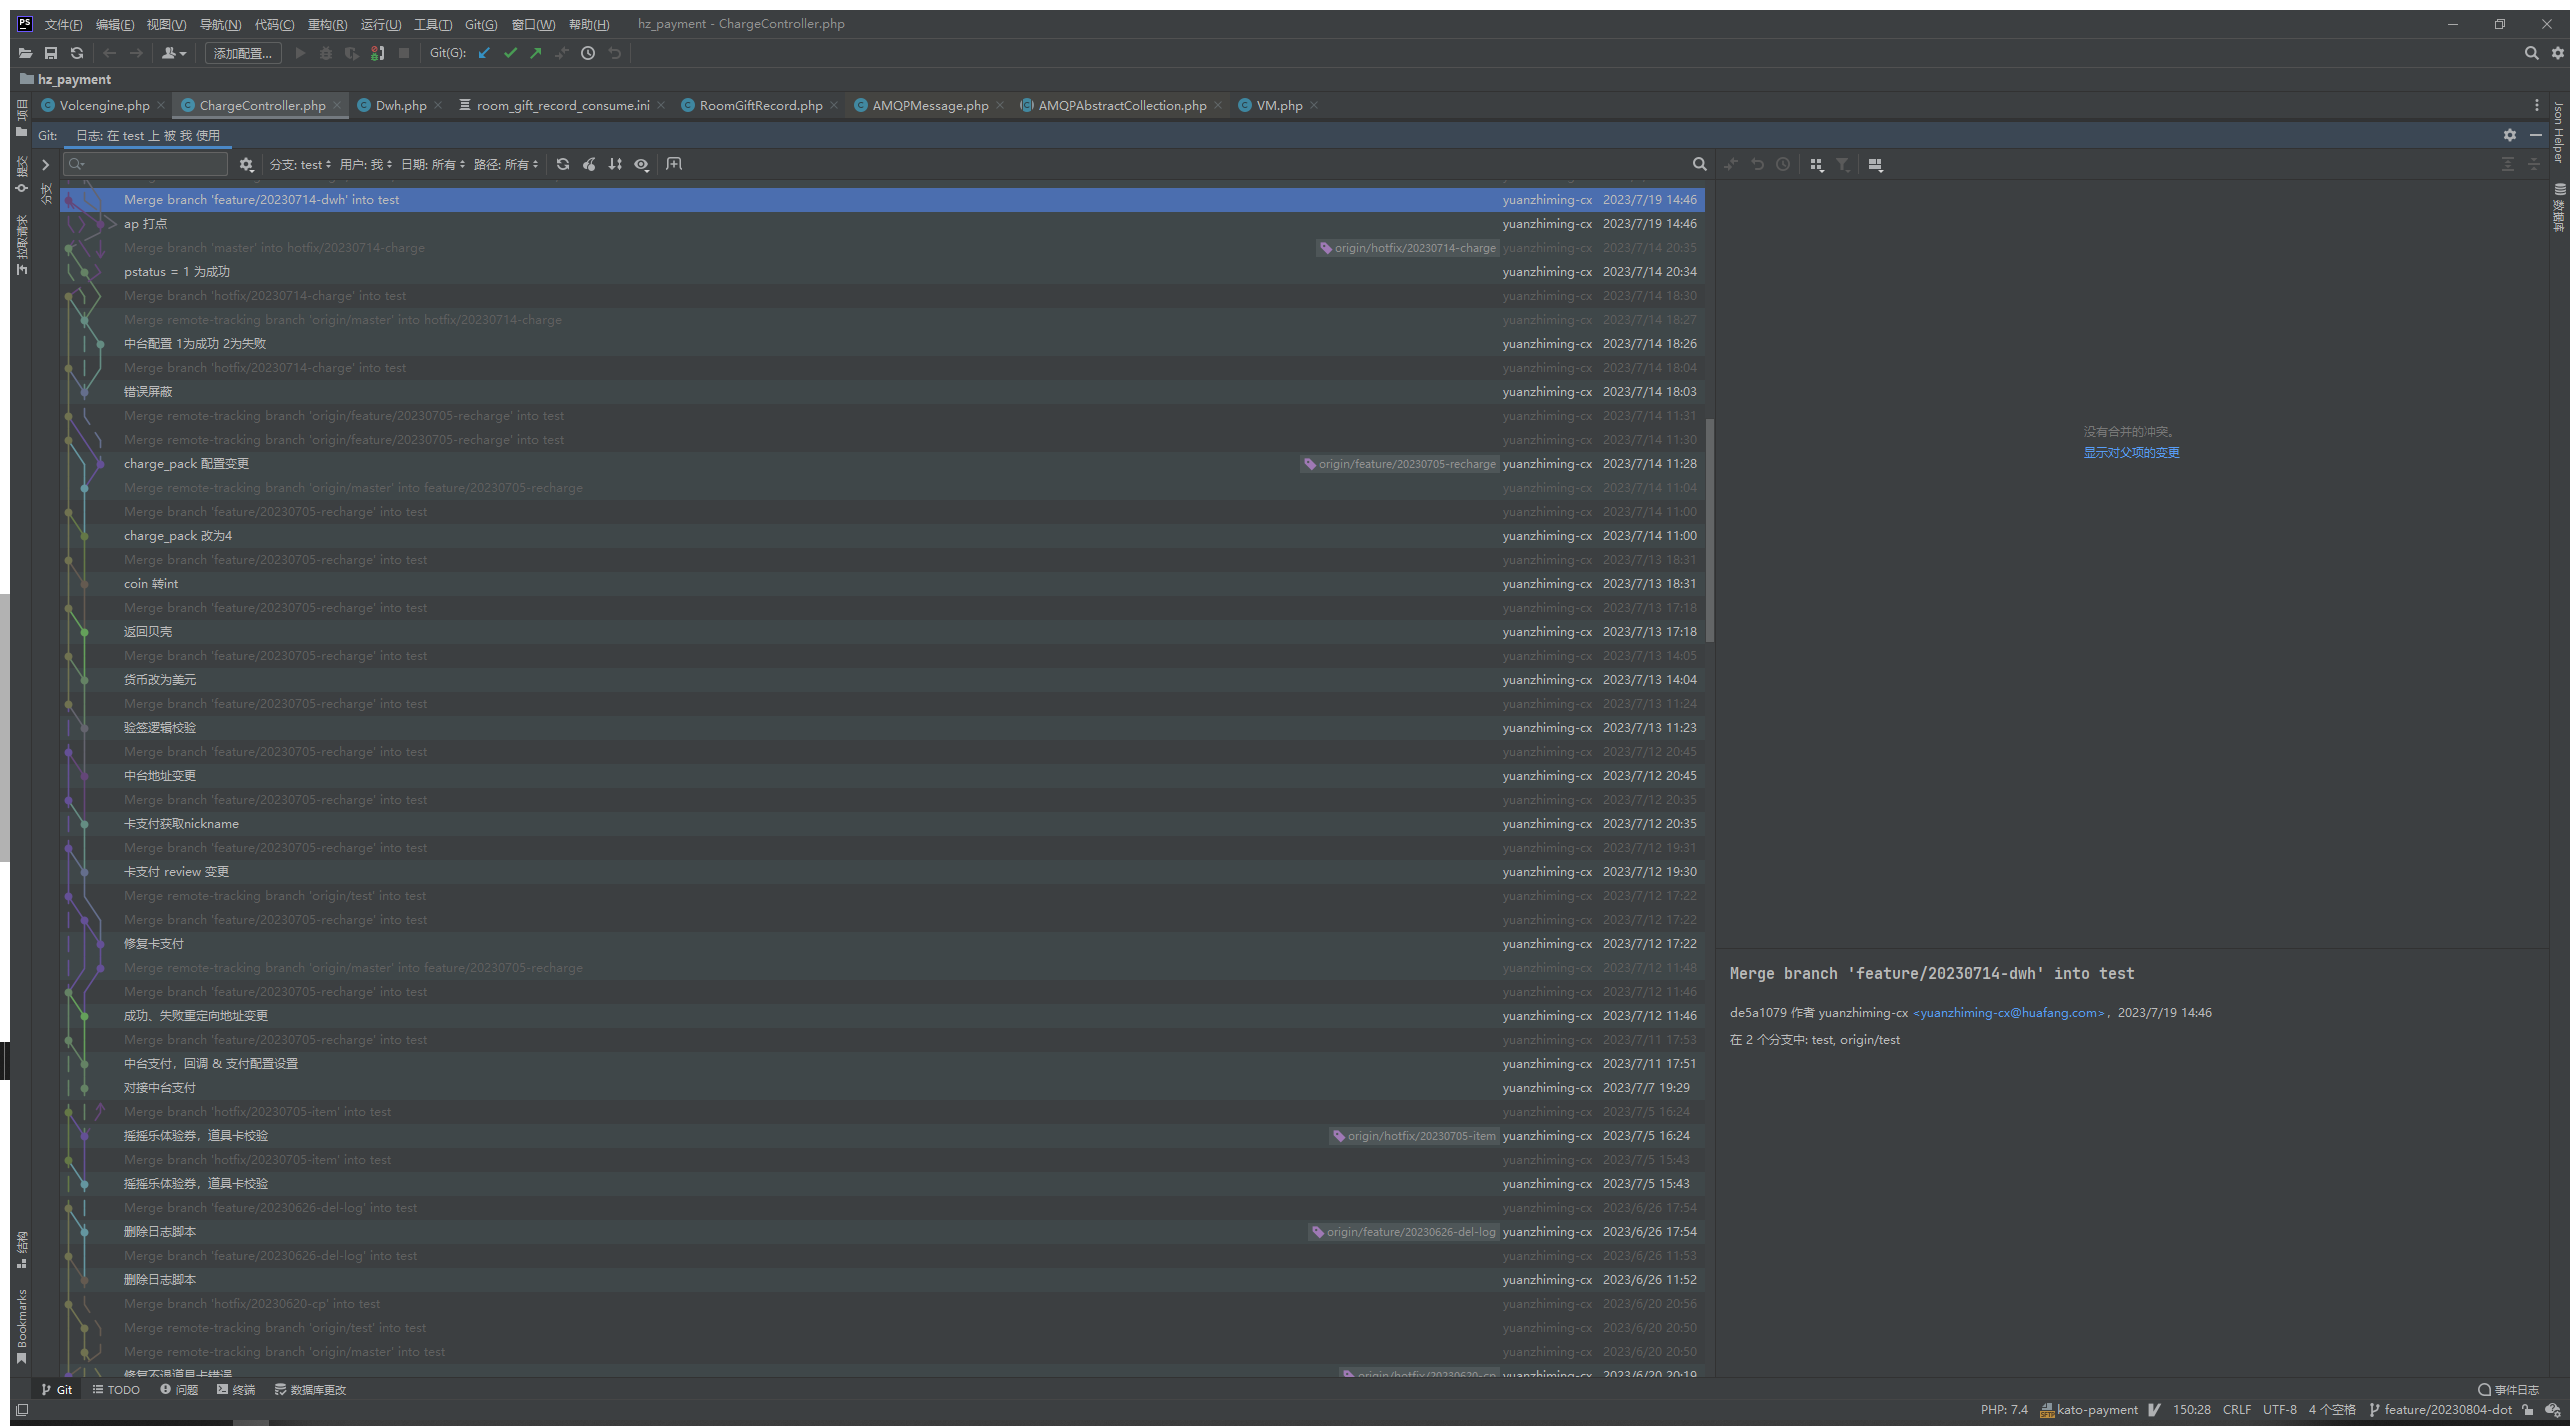 文件(F) 编辑(E) 视图(V) 导航(N) 代码(C) 重构(R) 运行(U) 工具(T) Git(G) 窗口(W) 帮助(H) hz_payment - ChargeController.php
添加配置... Git(G):
hz_payment
Volcengine.php ChargeController.php Dwh.php room_gift_record_consume.ini RoomGiftRecord.php AMQPMessage.php AMQPAbstractCollection.php VM.php
Git: 日志: 在 test 上 被 我 使用
分支: test 用户: 我 日期: 所有 路径: 所有
Merge branch 'feature/20230714-dwh' into test yuanzhiming-cx 2023/7/19 14:46
ap 打点 yuanzhiming-cx 2023/7/19 14:46
Merge branch 'master' into hotfix/20230714-charge origin/hotfix/20230714-charge yuanzhiming-cx 2023/7/14 20:35
pstatus = 1 为成功 yuanzhiming-cx 2023/7/14 20:34
Merge branch 'hotfix/20230714-charge' into test yuanzhiming-cx 2023/7/14 18:30
Merge remote-tracking branch 'origin/master' into hotfix/20230714-charge yuanzhiming-cx 2023/7/14 18:27
中台配置 1为成功 2为失败 yuanzhiming-cx 2023/7/14 18:26
Merge branch 'hotfix/20230714-charge' into test yuanzhiming-cx 2023/7/14 18:04
错误屏蔽 yuanzhiming-cx 2023/7/14 18:03
Merge remote-tracking branch 'origin/feature/20230705-recharge' into test yuanzhiming-cx 2023/7/14 11:31
Merge remote-tracking branch 'origin/feature/20230705-recharge' into test yuanzhiming-cx 2023/7/14 11:30
charge_pack 配置变更 origin/feature/20230705-recharge yuanzhiming-cx 2023/7/14 11:28
Merge remote-tracking branch 'origin/master' into feature/20230705-recharge yuanzhiming-cx 2023/7/14 11:04
Merge branch 'feature/20230705-recharge' into test yuanzhiming-cx 2023/7/14 11:00
charge_pack 改为4 yuanzhiming-cx 2023/7/14 11:00
Merge branch 'feature/20230705-recharge' into test yuanzhiming-cx 2023/7/13 18:31
coin 转int yuanzhiming-cx 2023/7/13 18:31
Merge branch 'feature/20230705-recharge' into test yuanzhiming-cx 2023/7/13 17:18
返回贝壳 yuanzhiming-cx 2023/7/13 17:18
Merge branch 'feature/20230705-recharge' into test yuanzhiming-cx 2023/7/13 14:05
货币改为美元 yuanzhiming-cx 2023/7/13 14:04
Merge branch 'feature/20230705-recharge' into test yuanzhiming-cx 2023/7/13 11:24
验签逻辑校验 yuanzhiming-cx 2023/7/13 11:23
Merge branch 'feature/20230705-recharge' into test yuanzhiming-cx 2023/7/12 20:45
中台地址变更 yuanzhiming-cx 2023/7/12 20:45
Merge branch 'feature/20230705-recharge' into test yuanzhiming-cx 2023/7/12 20:35
卡支付获取nickname yuanzhiming-cx 2023/7/12 20:35
Merge branch 'feature/20230705-recharge' into test yuanzhiming-cx 2023/7/12 19:31
卡支付 review 变更 yuanzhiming-cx 2023/7/12 19:30
Merge remote-tracking branch 'origin/test' into test yuanzhiming-cx 2023/7/12 17:22
Merge branch 'feature/20230705-recharge' into test yuanzhiming-cx 2023/7/12 17:22
修复卡支付 yuanzhiming-cx 2023/7/12 17:22
Merge remote-tracking branch 'origin/master' into feature/20230705-recharge yuanzhiming-cx 2023/7/12 11:48
Merge branch 'feature/20230705-recharge' into test yuanzhiming-cx 2023/7/12 11:46
成功、失败重定向地址变更 yuanzhiming-cx 2023/7/12 11:46
Merge branch 'feature/20230705-recharge' into test yuanzhiming-cx 2023/7/11 17:53
中台支付，回调 & 支付配置设置 yuanzhiming-cx 2023/7/11 17:51
对接中台支付 yuanzhiming-cx 2023/7/7 19:29
Merge branch 'hotfix/20230705-item' into test yuanzhiming-cx 2023/7/5 16:24
摇摇乐体验券，道具卡校验 origin/hotfix/20230705-item yuanzhiming-cx 2023/7/5 16:24
Merge branch 'hotfix/20230705-item' into test yuanzhiming-cx 2023/7/5 15:43
摇摇乐体验券，道具卡校验 yuanzhiming-cx 2023/7/5 15:43
Merge branch 'feature/20230626-del-log' into test yuanzhiming-cx 2023/6/26 17:54
删除日志脚本 origin/feature/20230626-del-log yuanzhiming-cx 2023/6/26 17:54
Merge branch 'feature/20230626-del-log' into test yuanzhiming-cx 2023/6/26 11:53
删除日志脚本 yuanzhiming-cx 2023/6/26 11:52
Merge branch 'hotfix/20230620-cp' into test yuanzhiming-cx 2023/6/20 20:56
Merge remote-tracking branch 'origin/test' into test yuanzhiming-cx 2023/6/20 20:50
Merge remote-tracking branch 'origin/master' into test yuanzhiming-cx 2023/6/20 20:50
修复不退道具卡错误 origin/hotfix/20230620-cp yuanzhiming-cx 2023/6/20 20:19
没有合并的冲突。
显示对父项的变更
Merge branch 'feature/20230714-dwh' into test
de5a1079 作者 yuanzhiming-cx <yuanzhiming-cx@huafang.com>，2023/7/19 14:46
在 2 个分支中: test, origin/test
项目
提交
拉取请求
分支
结构
Bookmarks
Json Helper
数据库
Git TODO 问题 终端 数据库更改 事件日志
PHP: 7.4 kato-payment 150:28 CRLF UTF-8 4 个空格 feature/20230804-dot